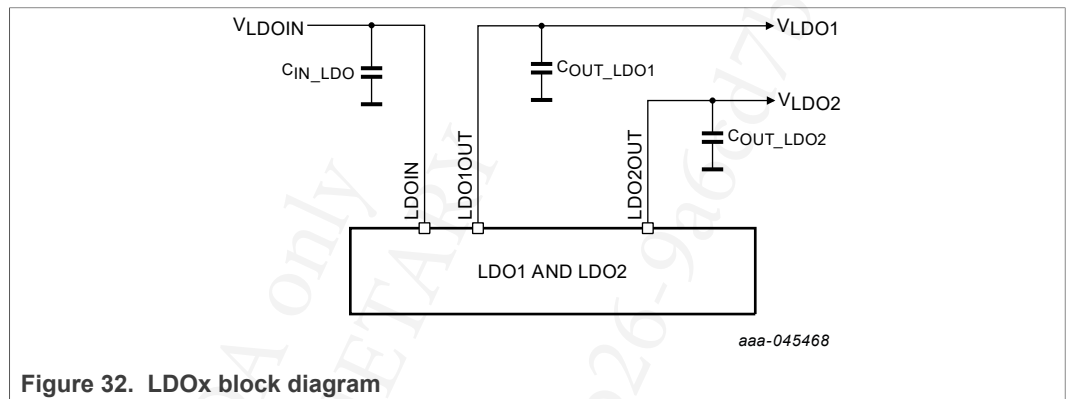 VLDOIN
VLDO1
CIN_LDO
COUT_LDO1
VLDO2
COUT_LDO2
LDOIN
LDO1OUT
LDO2OUT
LDO1 AND LDO2
aaa-045468
Figure 32. LDOx block diagram
only